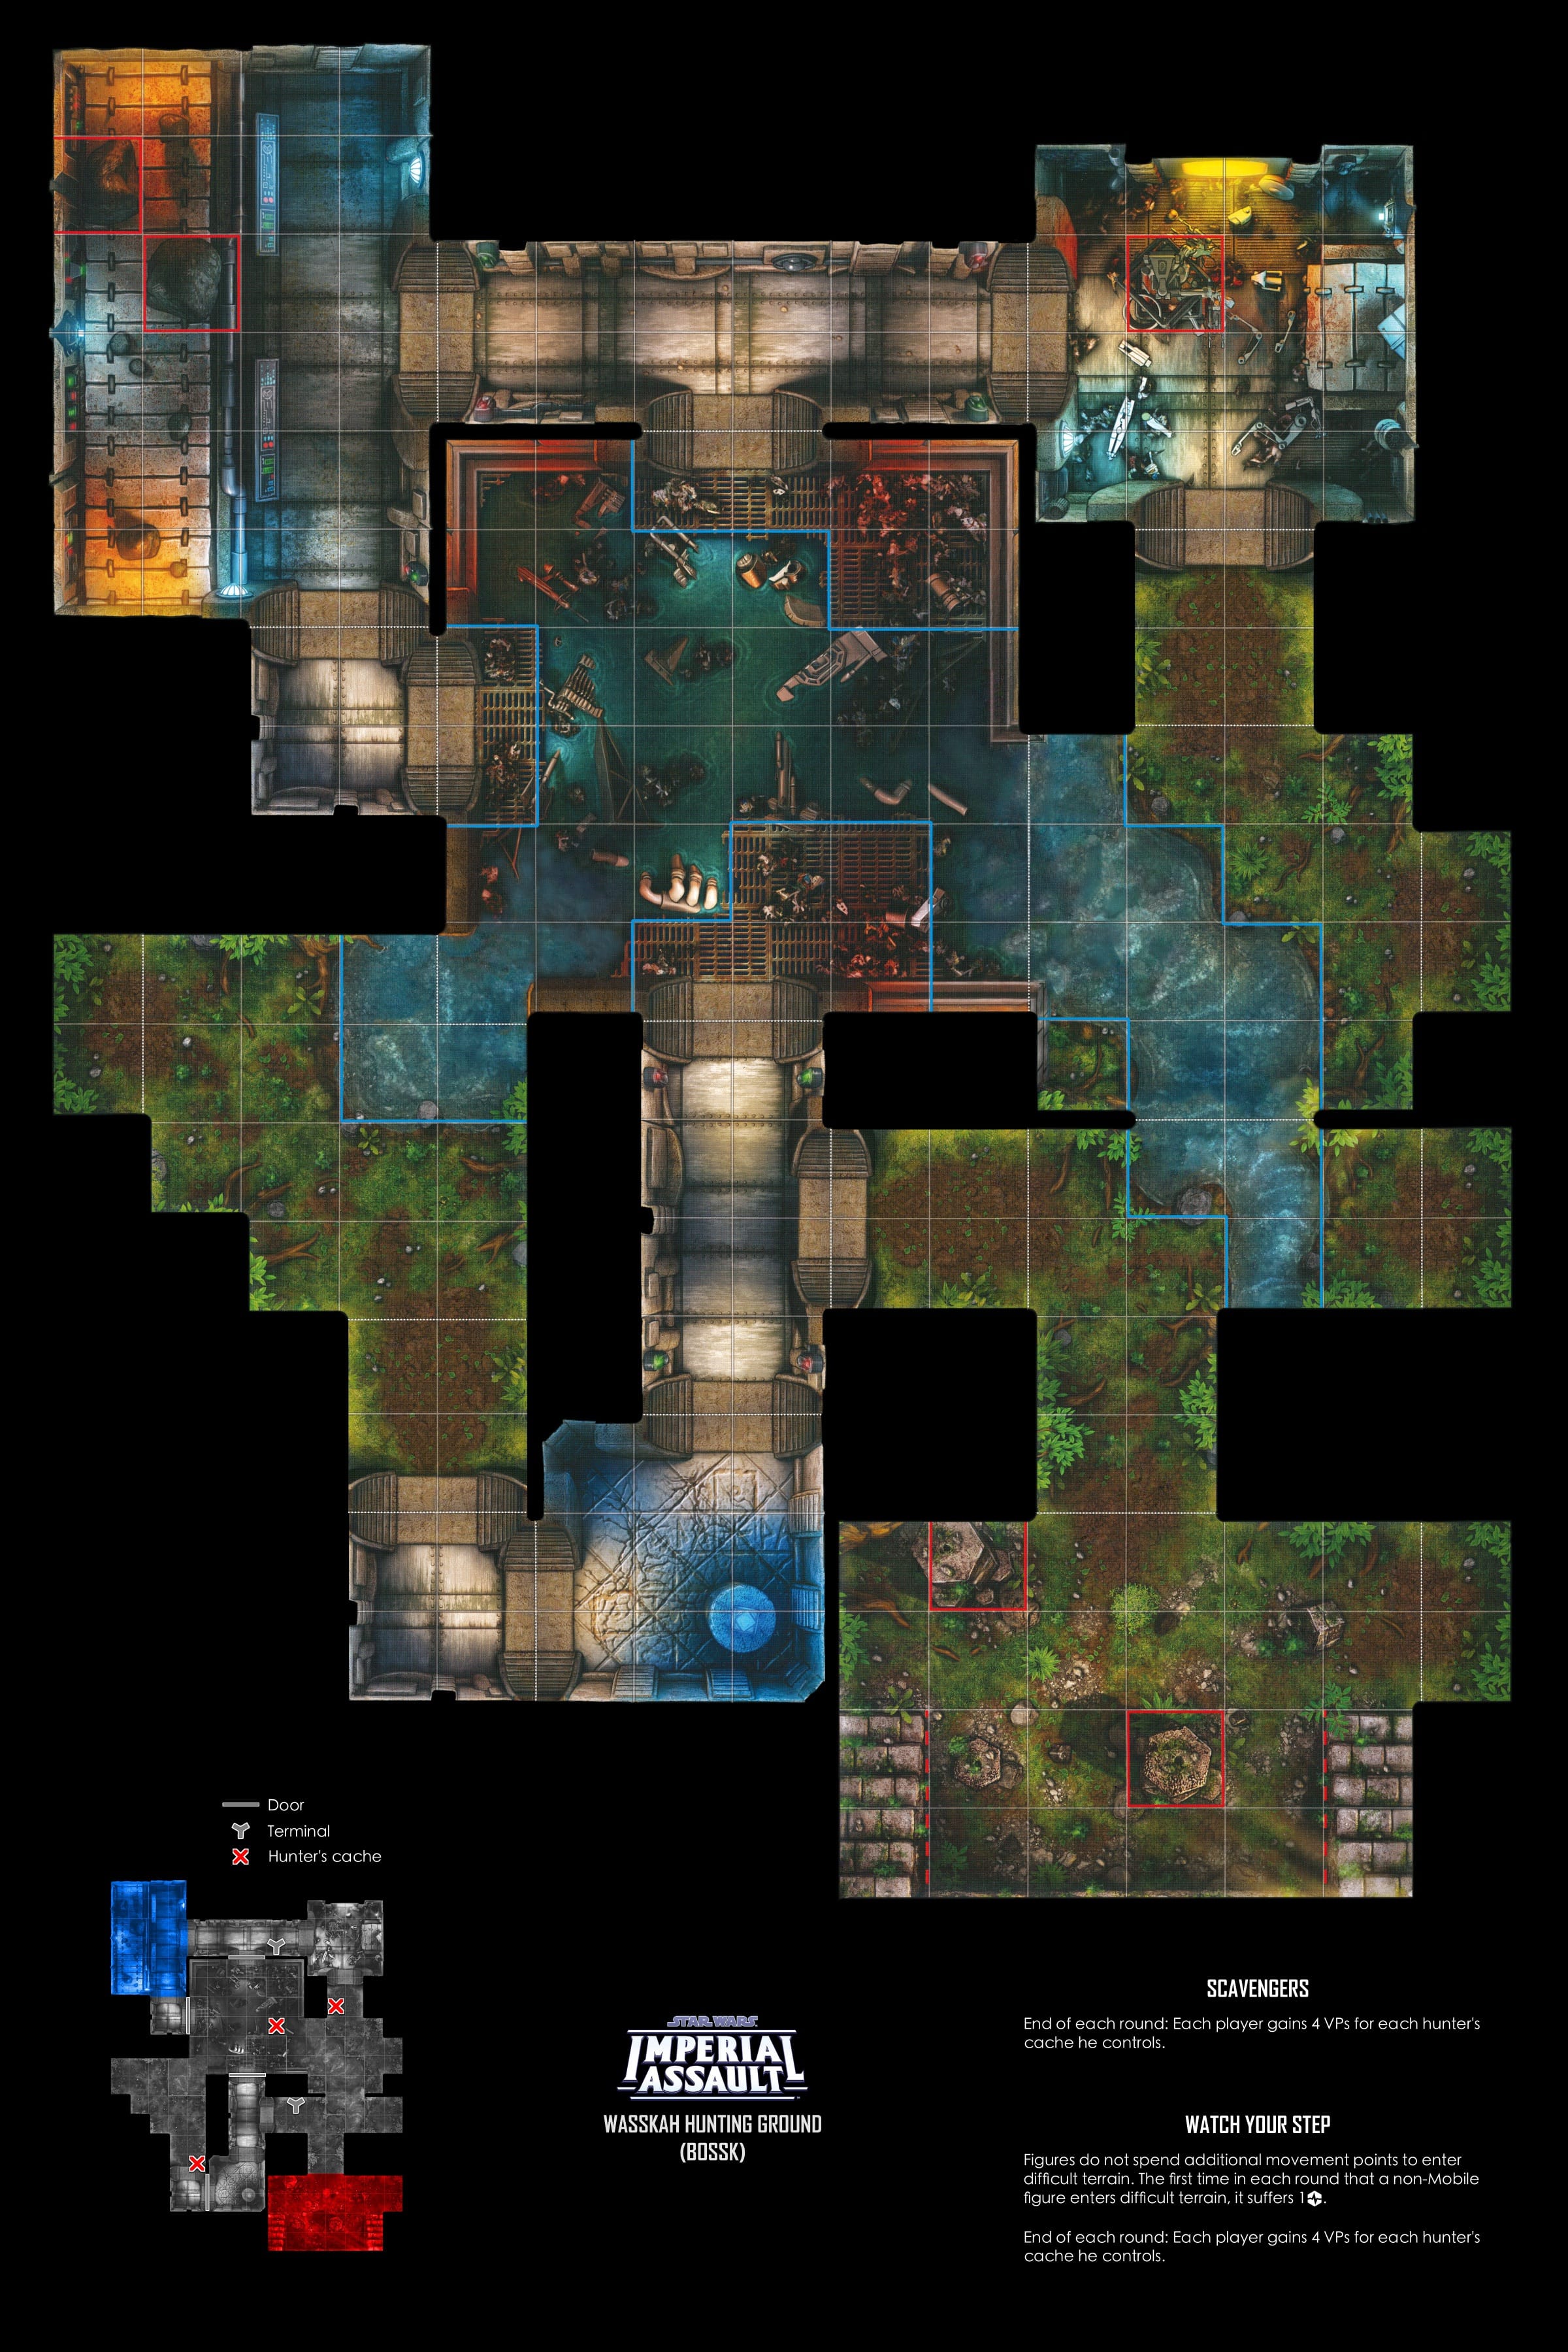 Door
Terminal
Hunter's cache
STAR WARS
IMPERIAL
ASSAULT
WASSKAH HUNTING GROUND
(BOSSK)
SCAVENGERS
End of each round: Each player gains 4 VPs for each hunter's
cache he controls.
WATCH YOUR STEP
Figures do not spend additional movement points to enter
difficult terrain. The first time in each round that a non-Mobile
figure enters difficult terrain, it suffers 1.
End of each round: Each player gains 4 VPs for each hunter's
cache he controls.